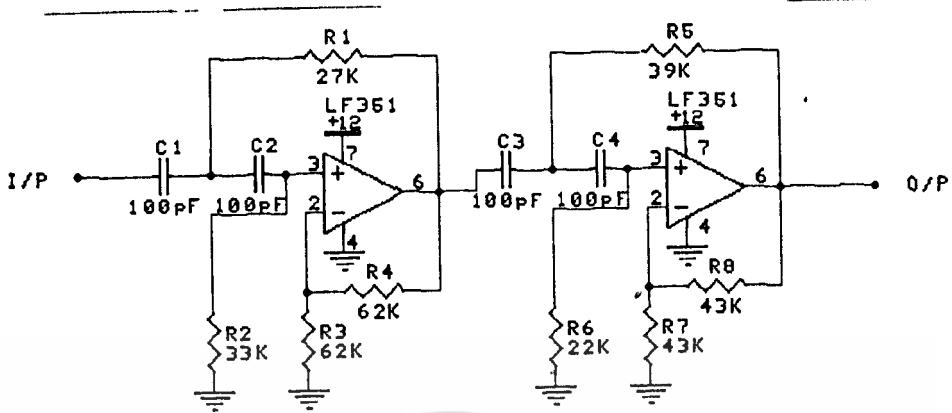 R1
27K
R5
39K
LF351
+12
LF351
+12
C1
C2
C3
C4
7
7
3
3
+
+
I/P
6
6
O/P
100pF
100pF
100pF
100pF
2
2
−
−
4
4
R4
62K
R8
43K
R2
33K
R3
62K
R6
22K
R7
43K